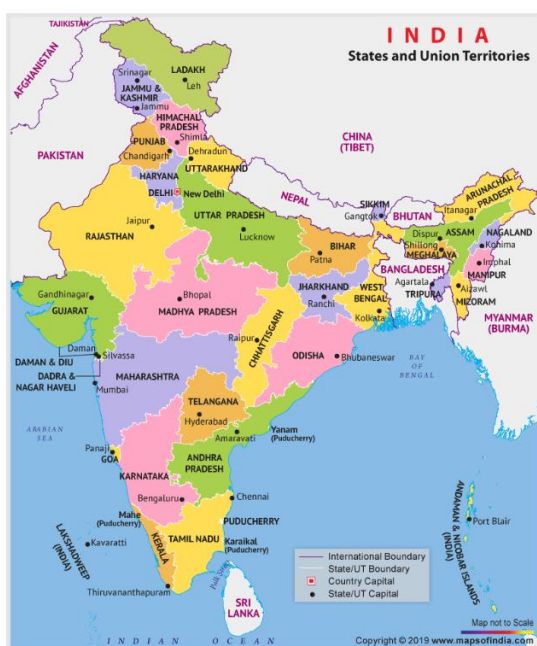 INDIA
States and Union Territories
TAJIKISTAN
AFGHANISTAN
PAKISTAN
CHINA
(TIBET)
NEPAL
BHUTAN
BANGLADESH
MYANMAR
(BURMA)
SRI
LANKA
LADAKH
Leh
Srinagar
JAMMU &
KASHMIR
Jammu
HIMACHAL
PRADESH
Shimla
PUNJAB
Chandigarh
Dehradun
UTTARAKHAND
HARYANA
DELHI
New Delhi
UTTAR PRADESH
Lucknow
Jaipur
RAJASTHAN
BIHAR
Patna
SIKKIM
Gangtok
ARUNACHAL
PRADESH
Itanagar
Dispur
ASSAM
NAGALAND
Kohima
Shillong
MEGHALAYA
Imphal
MANIPUR
Agartala
TRIPURA
Aizawl
MIZORAM
Gandhinagar
GUJARAT
Bhopal
MADHYA PRADESH
JHARKHAND
Ranchi
WEST
BENGAL
Kolkata
Raipur
CHHATTISGARH
ODISHA
Bhubaneswar
Daman
DAMAN & DIU
Silvassa
DADRA &
NAGAR HAVELI
Mumbai
MAHARASHTRA
TELANGANA
Hyderabad
Amaravati
Yanam
(Puducherry)
ANDHRA
PRADESH
Panaji
GOA
KARNATAKA
Bengaluru
Chennai
Mahe
(Puducherry)
PUDUCHERRY
KERALA
TAMIL NADU
Karaikal
(Puducherry)
Thiruvananthapuram
LAKSHADWEEP
(INDIA)
Kavaratti
ANDAMAN & NICOBAR ISLANDS
(INDIA)
Port Blair
ARABIAN
SEA
BAY
OF
BENGAL
INDIAN OCEAN
International Boundary
State/UT Boundary
Country Capital
State/UT Capital
Map not to Scale
Copyright © 2019 www.mapsofindia.com